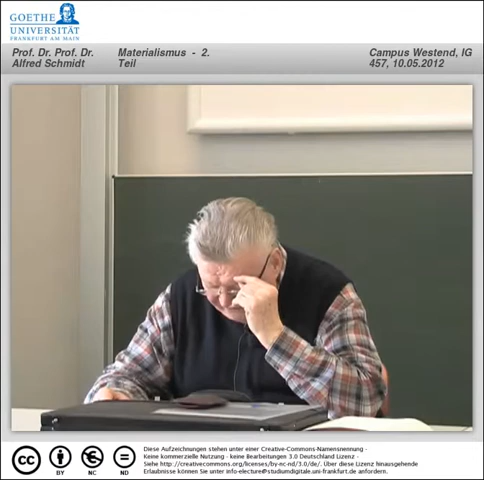 GOETHE
UNIVERSITÄT
FRANKFURT AM MAIN
Prof. Dr. Prof. Dr.
Alfred Schmidt
Materialismus - 2.
Teil
Campus Westend, IG
457, 10.05.2012
cc
BY
NC
ND
Diese Aufzeichnungen stehen unter einer Creative-Commons-Namensnennung -
Keine kommerzielle Nutzung - keine Bearbeitungen 3.0 Deutschland Lizenz -
Siehe http://creativecommons.org/licenses/by-nc-nd/3.0/de/. Über diese Lizenz hinausgehende
Erlaubnisse können Sie unter info-electure@studiumdigitale.uni-frankfurt.de anfordern.